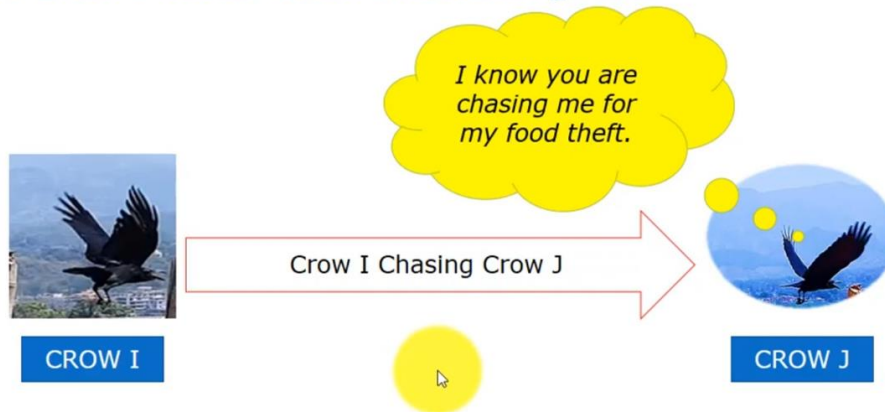 I know you are
chasing me for
my food theft.
Crow I Chasing Crow J
CROW I
CROW J